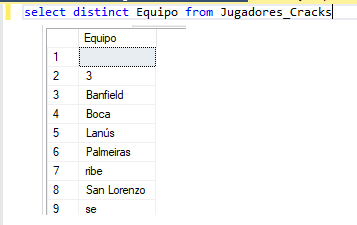 select distinct Equipo from Jugadores_Cracks
Equipo
1
2 3
3 Banfield
4 Boca
5 Lanús
6 Palmeiras
7 ribe
8 San Lorenzo
9 se